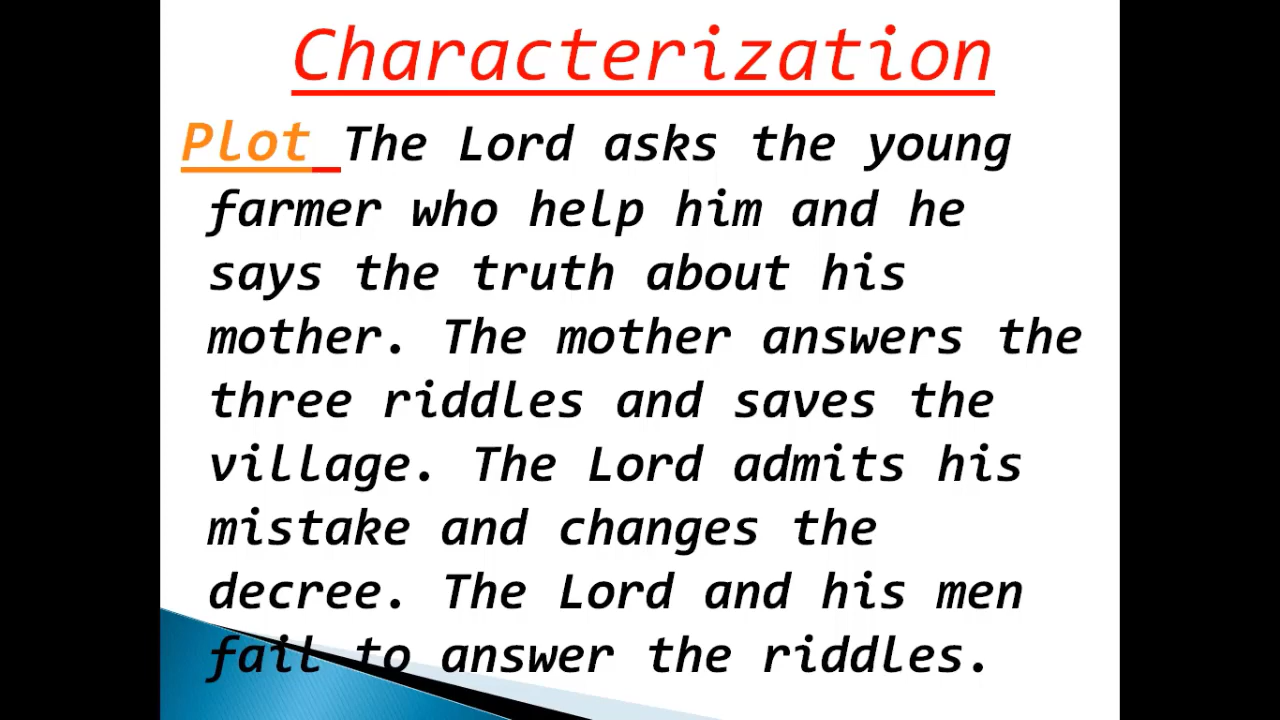 Characterization
Plot The Lord asks the young
farmer who help him and he
says the truth about his
mother. The mother answers the
three riddles and saves the
village. The Lord admits his
mistake and changes the
decree. The Lord and his men
fail to answer the riddles.